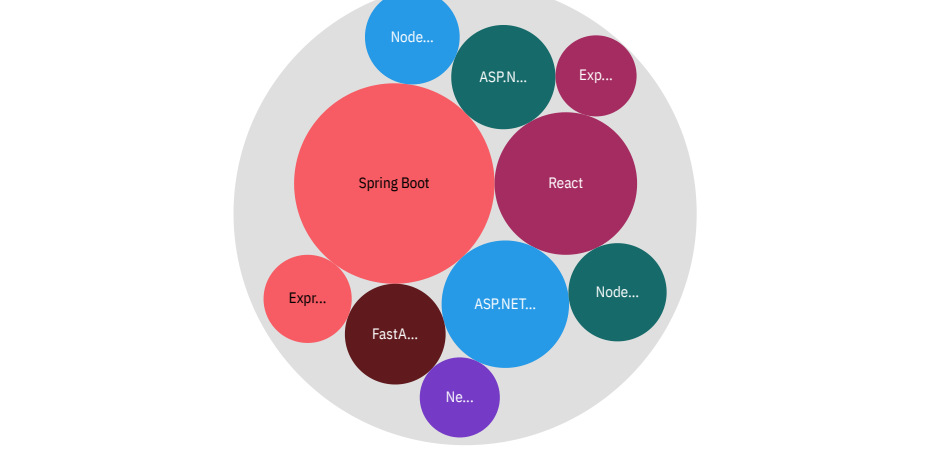 Node...
ASP.N...
Exp...
Spring Boot
React
Node...
Expr...
ASP.NET...
FastA...
Ne...